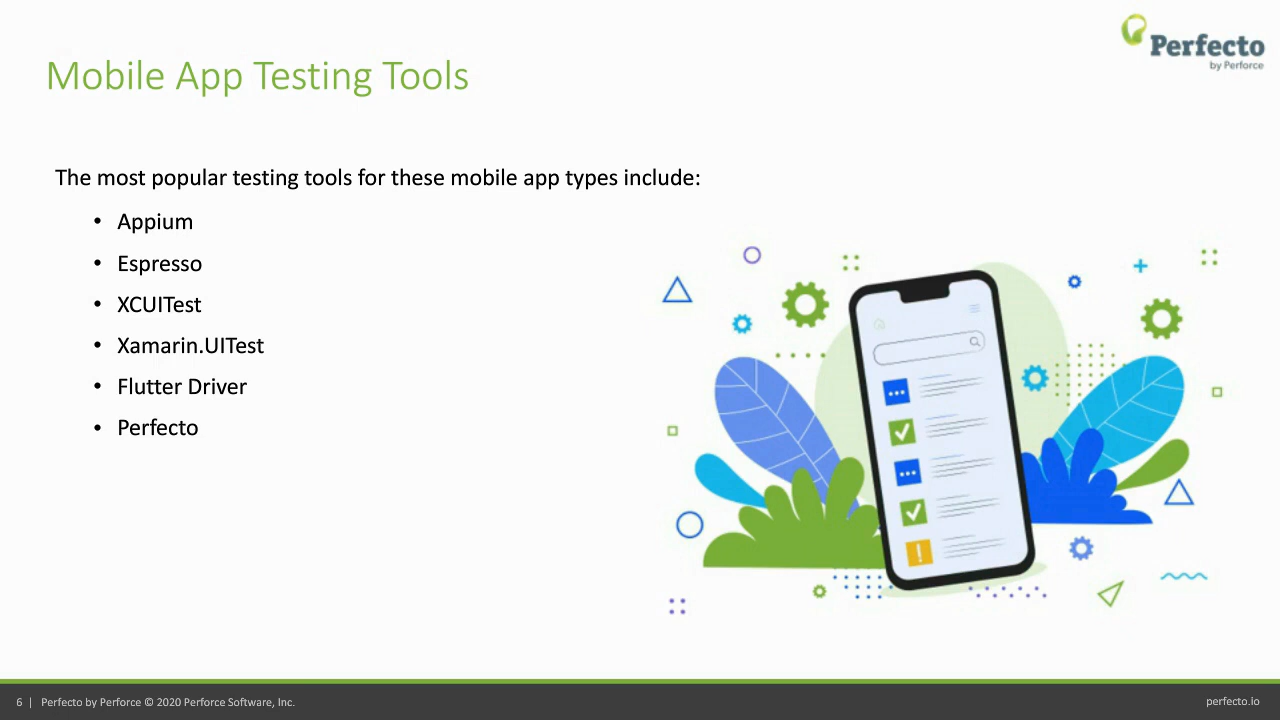 Perfecto
by Perforce
Mobile App Testing Tools
The most popular testing tools for these mobile app types include:
• Appium
• Espresso
• XCUITest
• Xamarin.UITest
• Flutter Driver
• Perfecto
6 | Perfecto by Perforce © 2020 Perforce Software, Inc.
perfecto.io